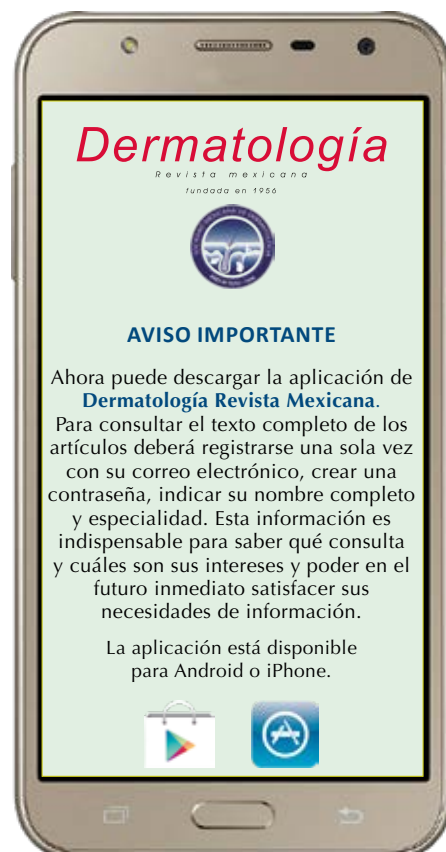 Dermatología
Revista mexicana
fundada en 1956
AVISO IMPORTANTE
Ahora puede descargar la aplicación de
Dermatología Revista Mexicana.
Para consultar el texto completo de los
artículos deberá registrarse una sola vez
con su correo electrónico, crear una
contraseña, indicar su nombre completo
y especialidad. Esta información es
indispensable para saber qué consulta
y cuáles son sus intereses y poder en el
futuro inmediato satisfacer sus
necesidades de información.
La aplicación está disponible
para Android o iPhone.